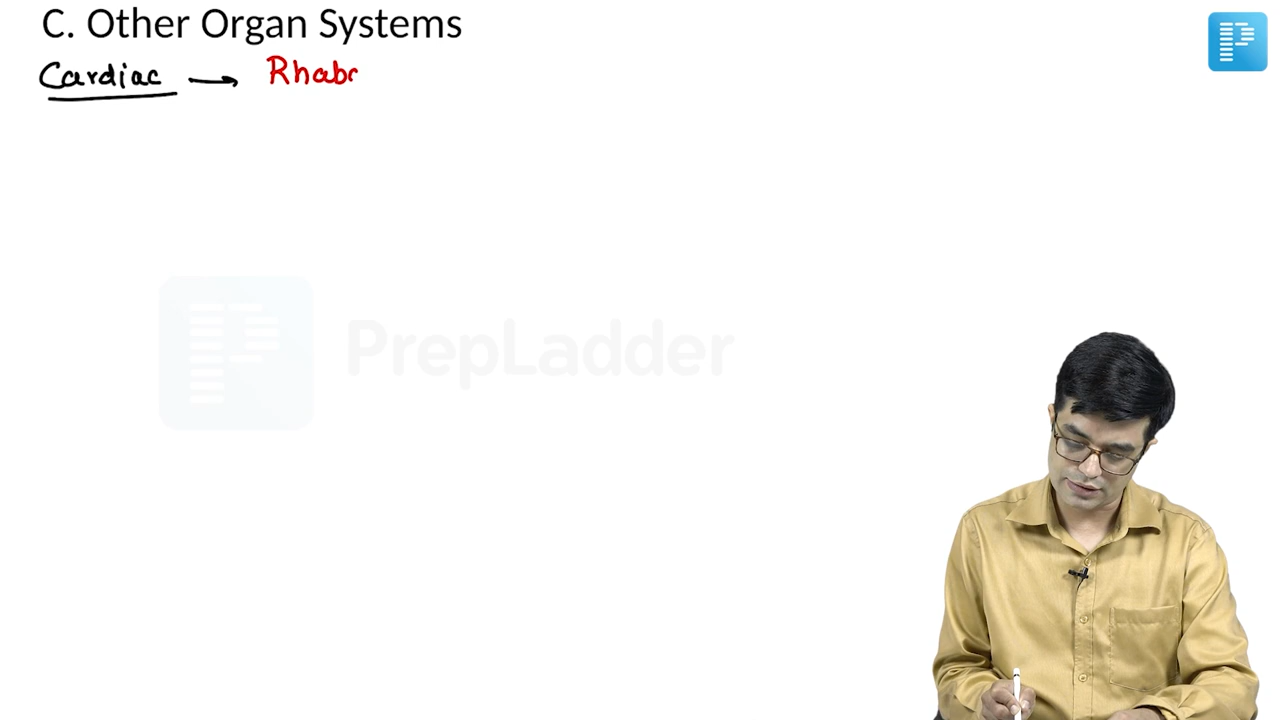 C. Other Organ Systems
Cardiac → Rhabr
PrepLadder